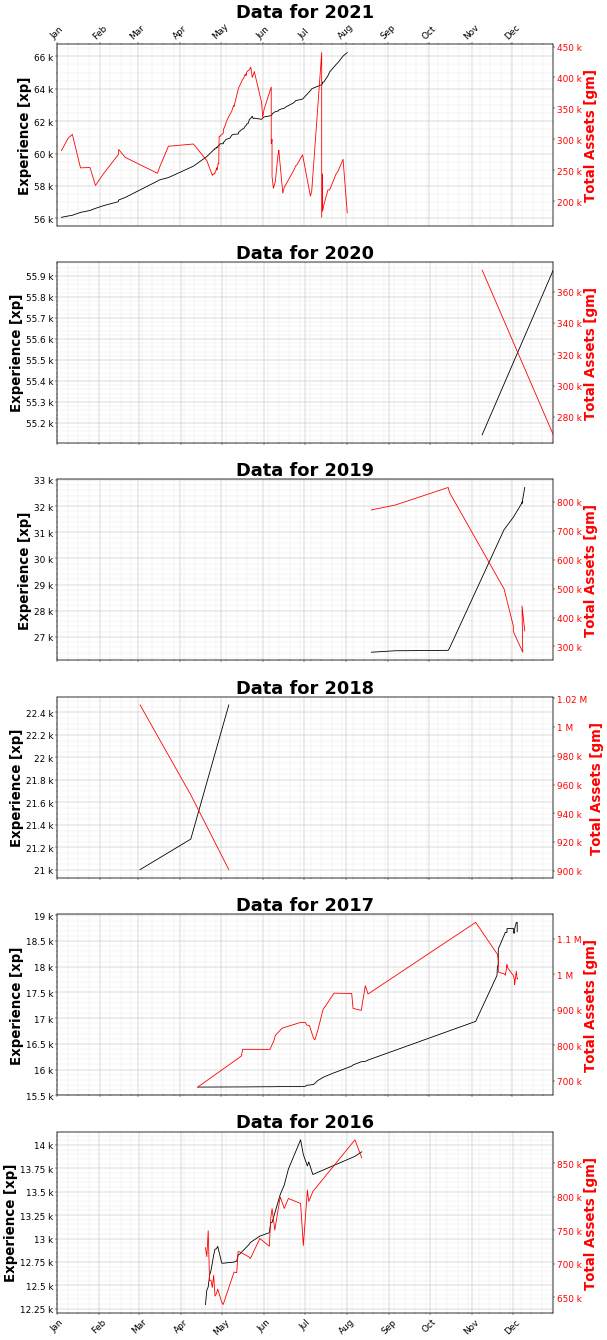 Data for 2021
Jan Feb Mar Apr May Jun Jul Aug Sep Oct Nov Dec
Experience [xp]
66 k
64 k
62 k
60 k
58 k
56 k
450 k
400 k
350 k
300 k
250 k
200 k
Total Assets [gm]
Data for 2020
Experience [xp]
55.9 k
55.8 k
55.7 k
55.6 k
55.5 k
55.4 k
55.3 k
55.2 k
360 k
340 k
320 k
300 k
280 k
Total Assets [gm]
Data for 2019
Experience [xp]
33 k
32 k
31 k
30 k
29 k
28 k
27 k
800 k
700 k
600 k
500 k
400 k
300 k
Total Assets [gm]
Data for 2018
Experience [xp]
22.4 k
22.2 k
22 k
21.8 k
21.6 k
21.4 k
21.2 k
21 k
1.02 M
1 M
980 k
960 k
940 k
920 k
900 k
Total Assets [gm]
Data for 2017
Experience [xp]
19 k
18.5 k
18 k
17.5 k
17 k
16.5 k
16 k
15.5 k
1.1 M
1 M
900 k
800 k
700 k
Total Assets [gm]
Data for 2016
Experience [xp]
14 k
13.75 k
13.5 k
13.25 k
13 k
12.75 k
12.5 k
12.25 k
850 k
800 k
750 k
700 k
650 k
Total Assets [gm]
Jan Feb Mar Apr May Jun Jul Aug Sep Oct Nov Dec